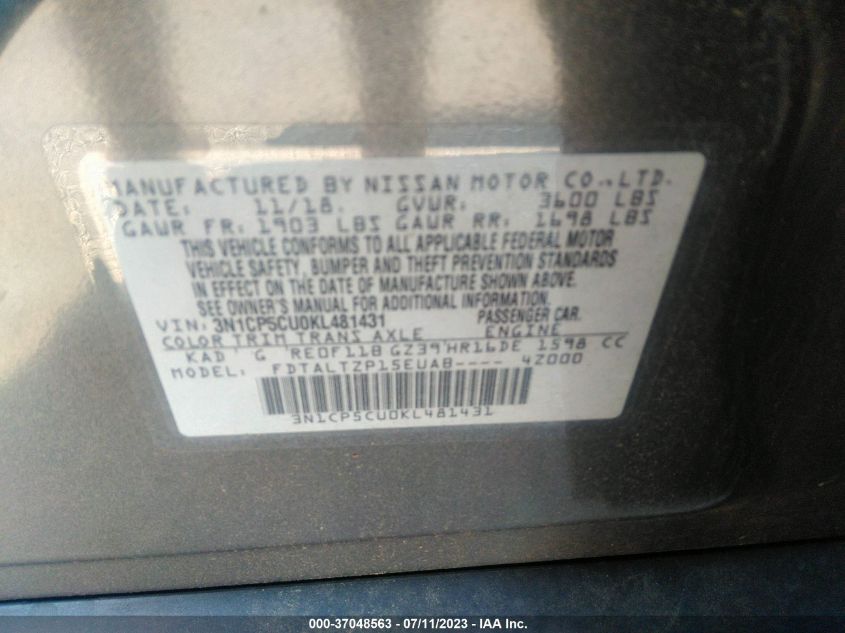 MANUFACTURED BY NISSAN MOTOR CO.,LTD.
DATE: 11/18. GVWR: 3600 LBS
GAWR FR: 1903 LBS GAWR RR: 1698 LBS
THIS VEHICLE CONFORMS TO ALL APPLICABLE FEDERAL MOTOR
VEHICLE SAFETY, BUMPER AND THEFT PREVENTION STANDARDS
IN EFFECT ON THE DATE OF MANUFACTURE SHOWN ABOVE.
SEE OWNER'S MANUAL FOR ADDITIONAL INFORMATION.
VIN: 3N1CP5CU0KL481431 PASSENGER CAR.
COLOR TRIM TRANS AXLE ENGINE
KAD G RE0F11B GZ39 HR16DE 1598 CC
MODEL: FDTALTZP15EUAB---- 4Z000
3N1CP5CU0KL481431
000-37048563 - 07/11/2023 - IAA Inc.